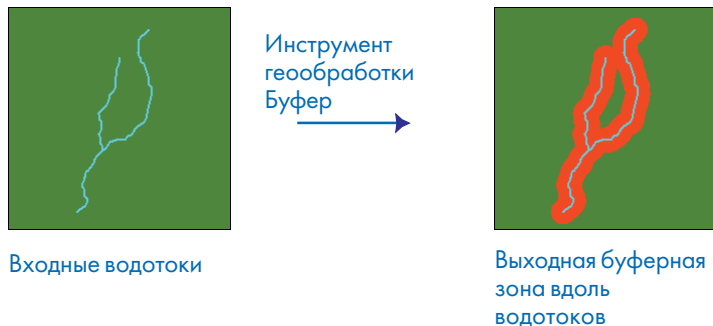 Инструмент
геообработки
Буфер
Входные водотоки
Выходная буферная
зона вдоль
водотоков